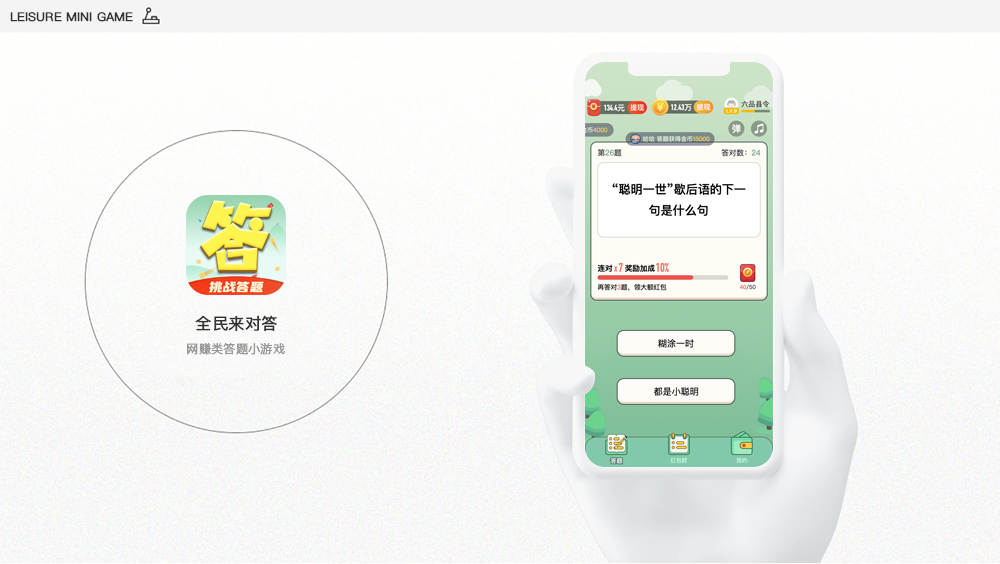 LEISURE MINI GAME
答
挑战答题
全民来对答
网赚类答题小游戏
134.4元 提现
12.43万 提现
六品县令
币4000
弹
哈哈 答题获得金币15000
第26题
答对数：24
“聪明一世”歇后语的下一
句是什么句
连对x7 奖励加成10%
再答对3题，领大额红包
40/50
糊涂一时
都是小聪明
答题
红包群
我的